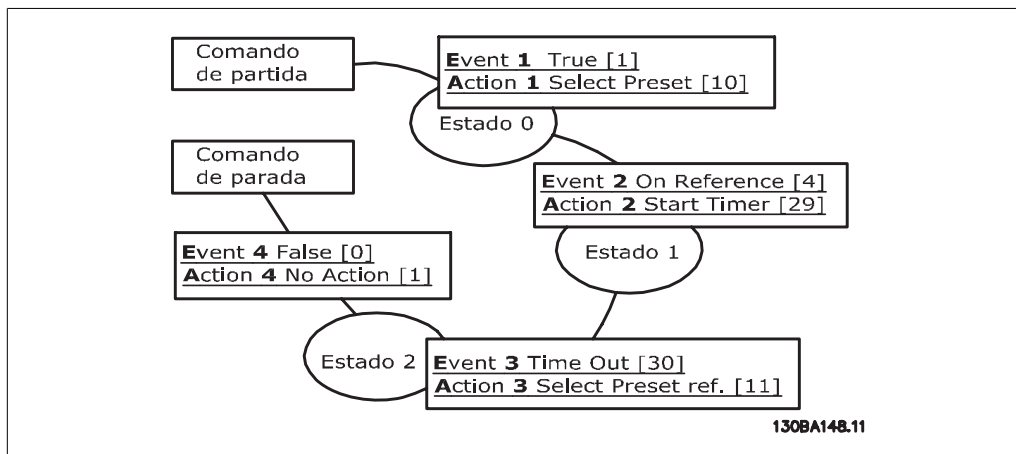 Comando
de partida
Event 1 True [1]
Action 1 Select Preset [10]
Estado 0
Comando
de parada
Event 2 On Reference [4]
Action 2 Start Timer [29]
Estado 1
Event 4 False [0]
Action 4 No Action [1]
Estado 2
Event 3 Time Out [30]
Action 3 Select Preset ref. [11]
130BA148.11